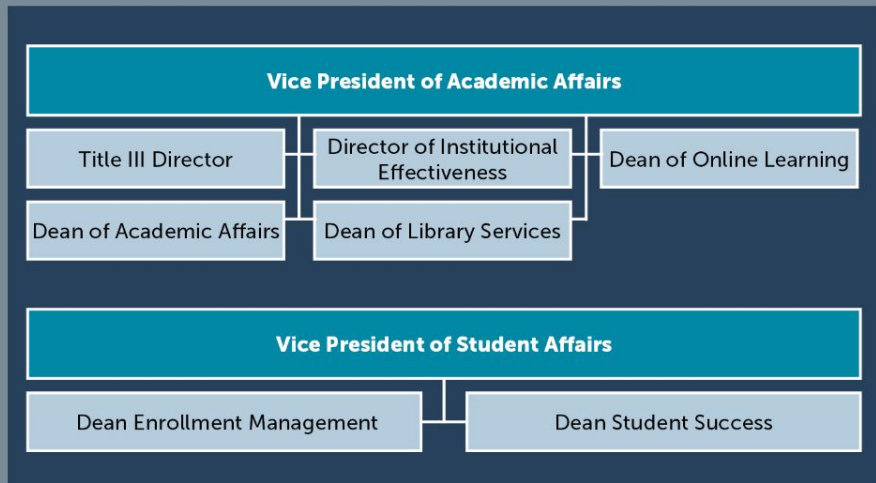 Vice President of Academic Affairs
Title III Director
Director of Institutional
Effectiveness
Dean of Online Learning
Dean of Academic Affairs
Dean of Library Services
Vice President of Student Affairs
Dean Enrollment Management
Dean Student Success